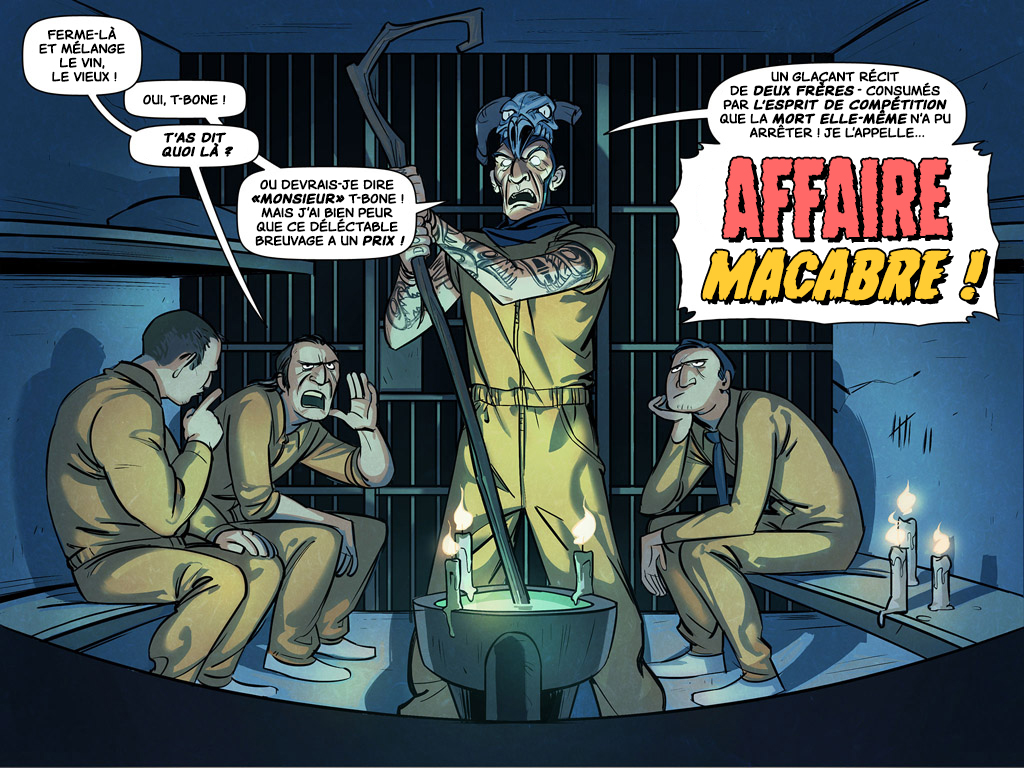 FERME-LÀ
ET MÉLANGE
LE VIN,
LE VIEUX !
OUI, T-BONE !
T'AS DIT
QUOI LÀ ?
OU DEVRAIS-JE DIRE
«MONSIEUR» T-BONE !
MAIS J'AI BIEN PEUR
QUE CE DÉLÉCTABLE
BREUVAGE A UN PRIX !
UN GLAÇANT RÉCIT
DE DEUX FRÈRES - CONSUMÉS
PAR L'ESPRIT DE COMPÉTITION
QUE LA MORT ELLE-MÊME N'A PU
ARRÊTER ! JE L'APPELLE...
AFFAIRE
MACABRE !